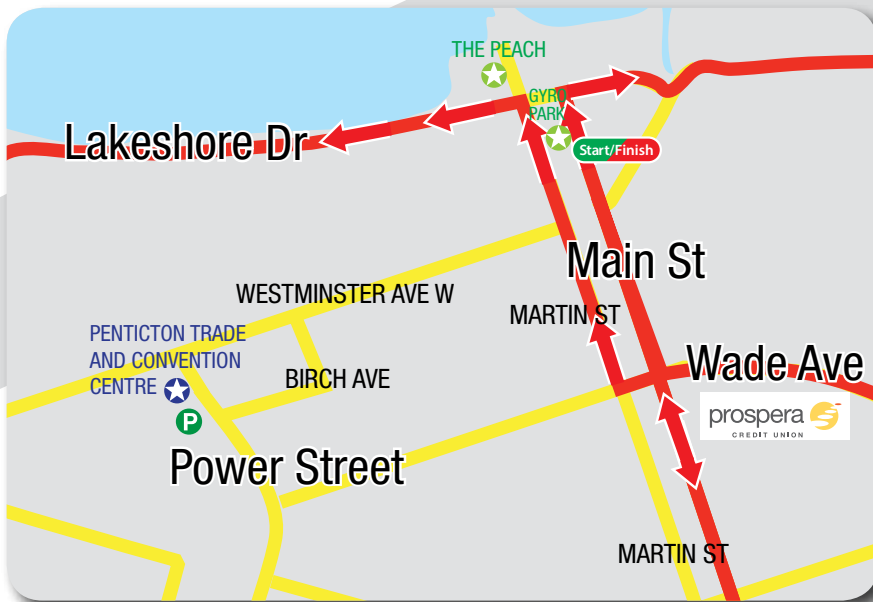 THE PEACH
GYRO
PARK
Start/Finish
Lakeshore Dr
Main St
WESTMINSTER AVE W
MARTIN ST
PENTICTON TRADE
AND CONVENTION
CENTRE
BIRCH AVE
Wade Ave
P
prospera
CREDIT UNION
Power Street
MARTIN ST